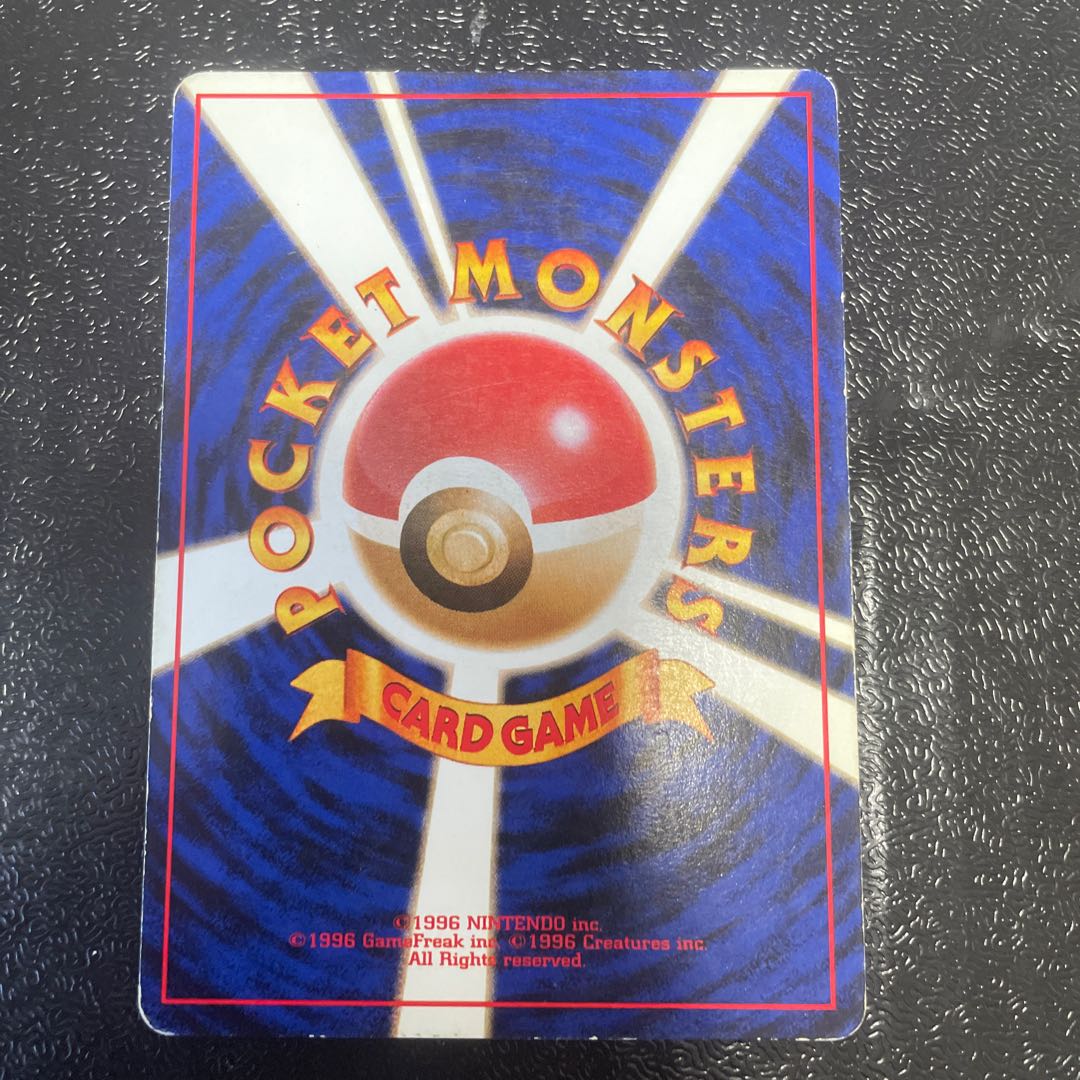 POCKET MONSTERS
CARD GAME
©1996 NINTENDO inc.
©1996 GameFreak inc. ©1996 Creatures inc.
All Rights reserved.